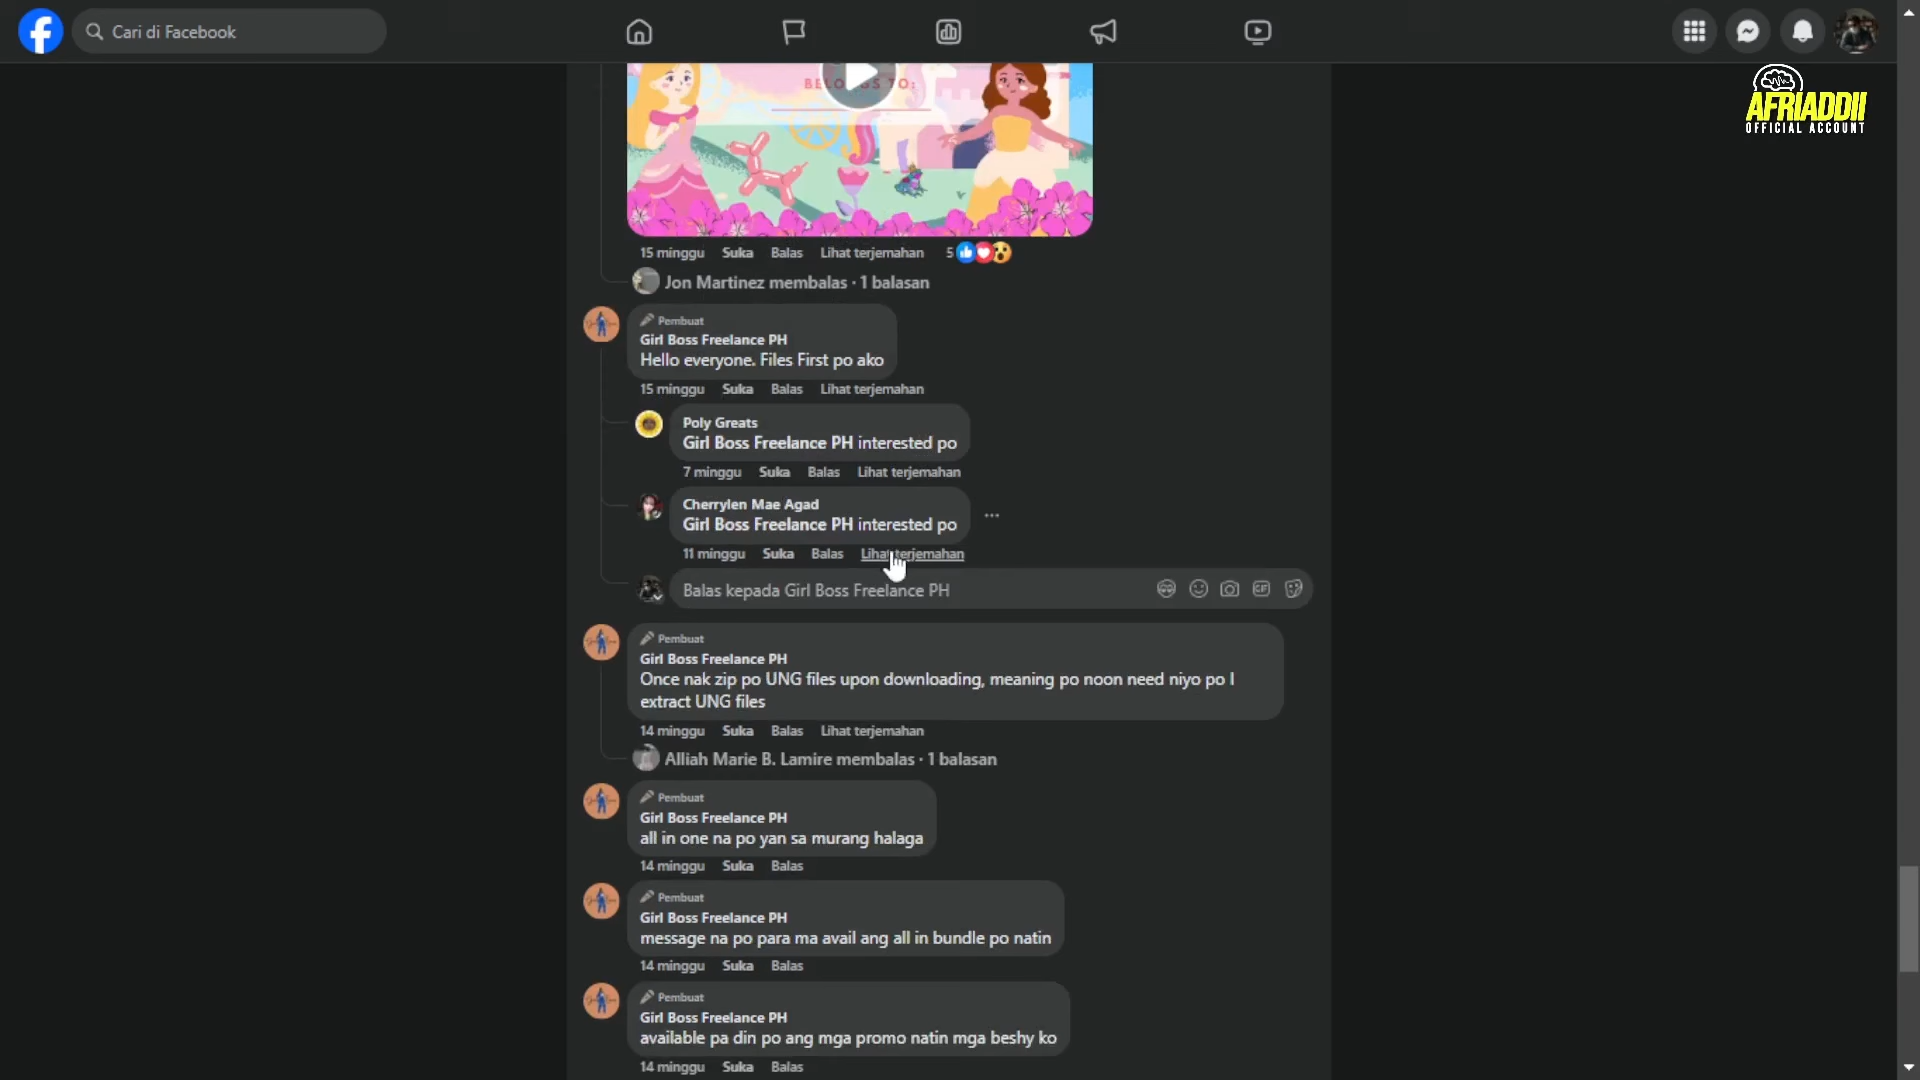 Cari di Facebook
AFRIADDII
OFFICIAL ACCOUNT
BELONGS TO:
15 minggu Suka Balas Lihat terjemahan 5
Jon Martinez membalas · 1 balasan
Pembuat
Girl Boss Freelance PH
Hello everyone. Files First po ako
15 minggu Suka Balas Lihat terjemahan
Poly Greats
Girl Boss Freelance PH interested po
7 minggu Suka Balas Lihat terjemahan
Cherrylen Mae Agad
Girl Boss Freelance PH interested po
11 minggu Suka Balas Lihat terjemahan
Balas kepada Girl Boss Freelance PH
GIF
Pembuat
Girl Boss Freelance PH
Once nak zip po UNG files upon downloading, meaning po noon need niyo po I
extract UNG files
14 minggu Suka Balas Lihat terjemahan
Alliah Marie B. Lamire membalas · 1 balasan
Pembuat
Girl Boss Freelance PH
all in one na po yan sa murang halaga
14 minggu Suka Balas
Pembuat
Girl Boss Freelance PH
message na po para ma avail ang all in bundle po natin
14 minggu Suka Balas
Pembuat
Girl Boss Freelance PH
available pa din po ang mga promo natin mga beshy ko
14 minggu Suka Balas